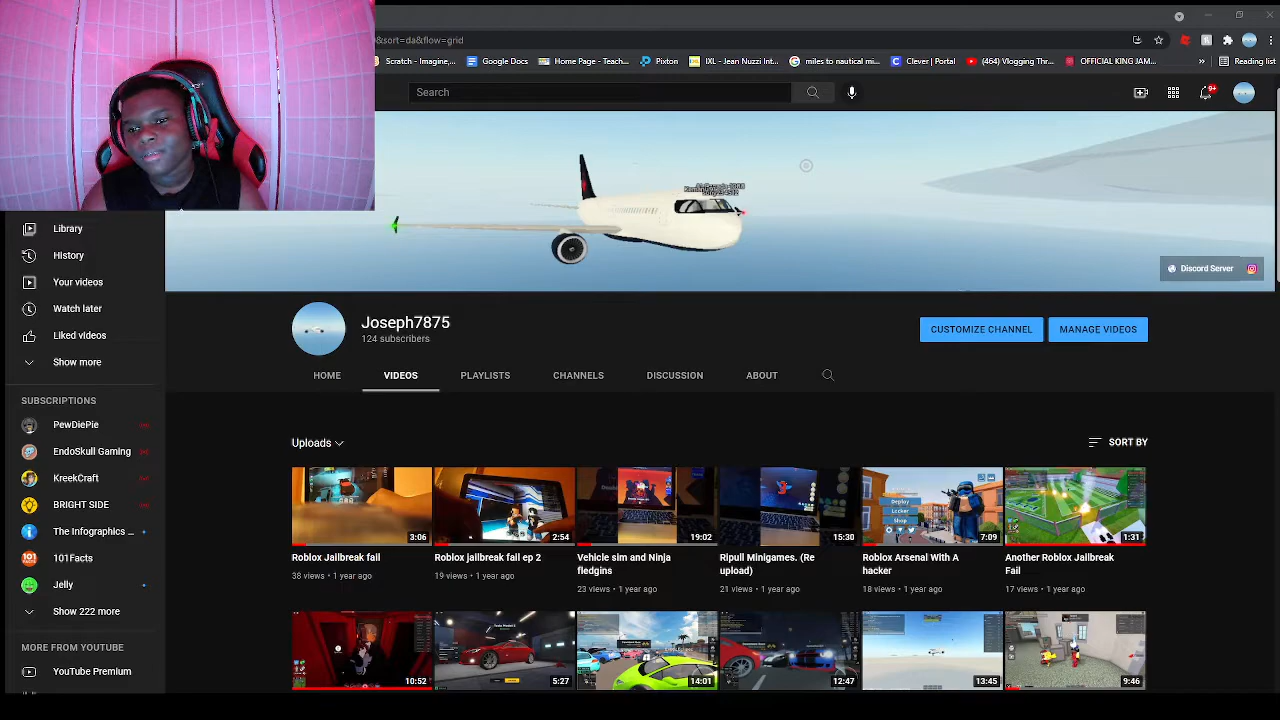 &sort=da&flow=grid
Scratch - Imagine,...
Google Docs
Home Page - Teach...
Pixton
IXL - Jean Nuzzi Int...
miles to nautical mi...
Clever | Portal
(464) Vlogging Thr...
OFFICIAL KING JAM...
»
Reading list
Search
9+
Discord Server
Library
History
Your videos
Watch later
Liked videos
Show more
SUBSCRIPTIONS
PewDiePie
EndoSkull Gaming
KreekCraft
BRIGHT SIDE
The Infographics ...
101Facts
Jelly
Show 222 more
MORE FROM YOUTUBE
YouTube Premium
Joseph7875
124 subscribers
CUSTOMIZE CHANNEL
MANAGE VIDEOS
HOME
VIDEOS
PLAYLISTS
CHANNELS
DISCUSSION
ABOUT
Uploads
SORT BY
3:06
Roblox Jailbreak fail
38 views • 1 year ago
2:54
Roblox jailbreak fail ep 2
19 views • 1 year ago
19:02
Vehicle sim and Ninja
fledgins
23 views • 1 year ago
15:30
Ripull Minigames. (Re
upload)
21 views • 1 year ago
Deploy
Locker
Shop
7:09
Roblox Arsenal With A
hacker
18 views • 1 year ago
1:31
Another Roblox Jailbreak
Fail
17 views • 1 year ago
10:52
5:27
14:01
12:47
13:45
9:46